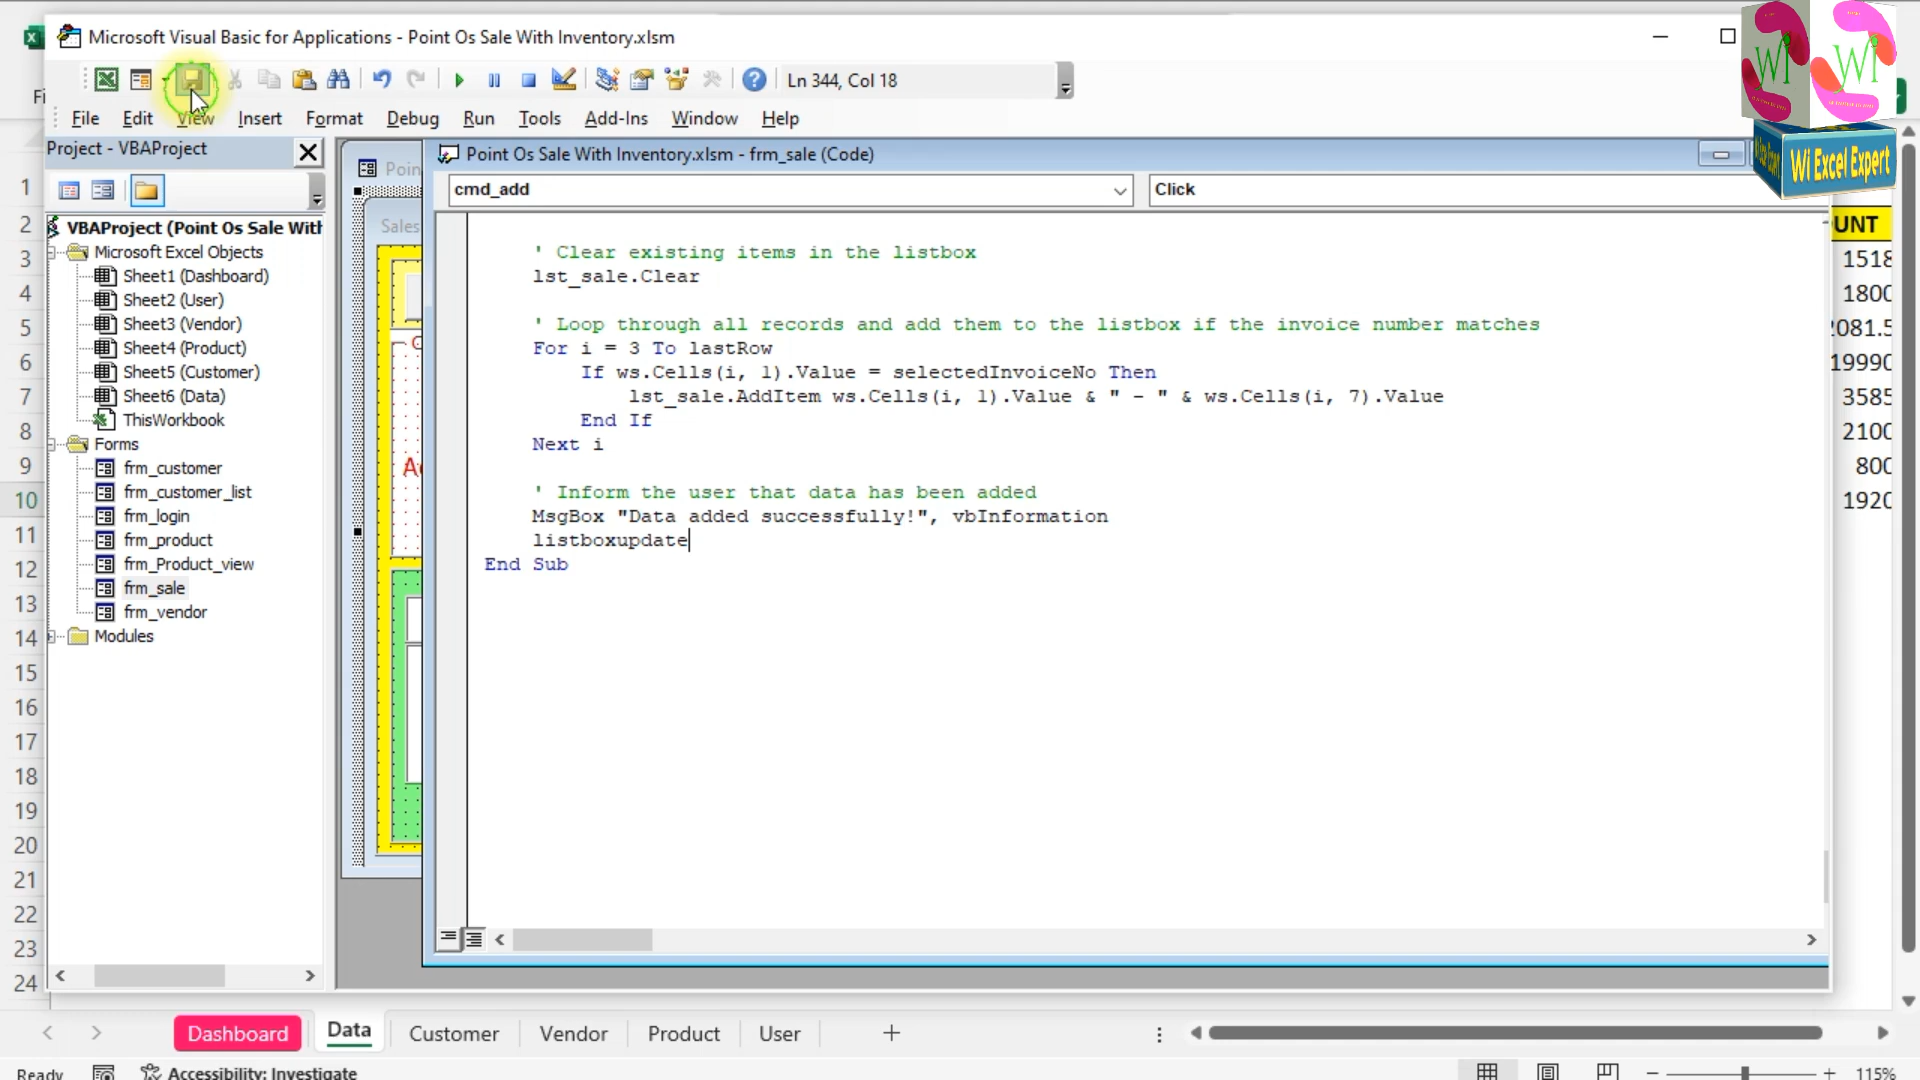 Microsoft Visual Basic for Applications - Point Os Sale With Inventory.xlsm
Ln 344, Col 18
File Edit View Insert Format Debug Run Tools Add-Ins Window Help
Project - VBAProject
Point Os Sale With Inventory.xlsm - frm_sale (Code)
cmd_add
Click
VBAProject (Point Os Sale With
Microsoft Excel Objects
Sheet1 (Dashboard)
Sheet2 (User)
Sheet3 (Vendor)
Sheet4 (Product)
Sheet5 (Customer)
Sheet6 (Data)
ThisWorkbook
Forms
frm_customer
frm_customer_list
frm_login
frm_product
frm_Product_view
frm_sale
frm_vendor
Modules
Poin
Sales
' Clear existing items in the listbox
lst_sale.Clear
' Loop through all records and add them to the listbox if the invoice number matches
For i = 3 To lastRow
If ws.Cells(i, 1).Value = selectedInvoiceNo Then
lst_sale.AddItem ws.Cells(i, 1).Value & " - " & ws.Cells(i, 7).Value
End If
Next i
' Inform the user that data has been added
MsgBox "Data added successfully!", vbInformation
listboxupdate
End Sub
Wi Wi
Wi Excel Expert
UNT
1518
1800
2081.5
19990
3585
2100
800
1920
1
2
3
4
5
6
7
8
9
10
11
12
13
14
15
16
17
18
19
20
21
22
23
24
Dashboard Data Customer Vendor Product User
Ready
Accessibility: Investigate
115%